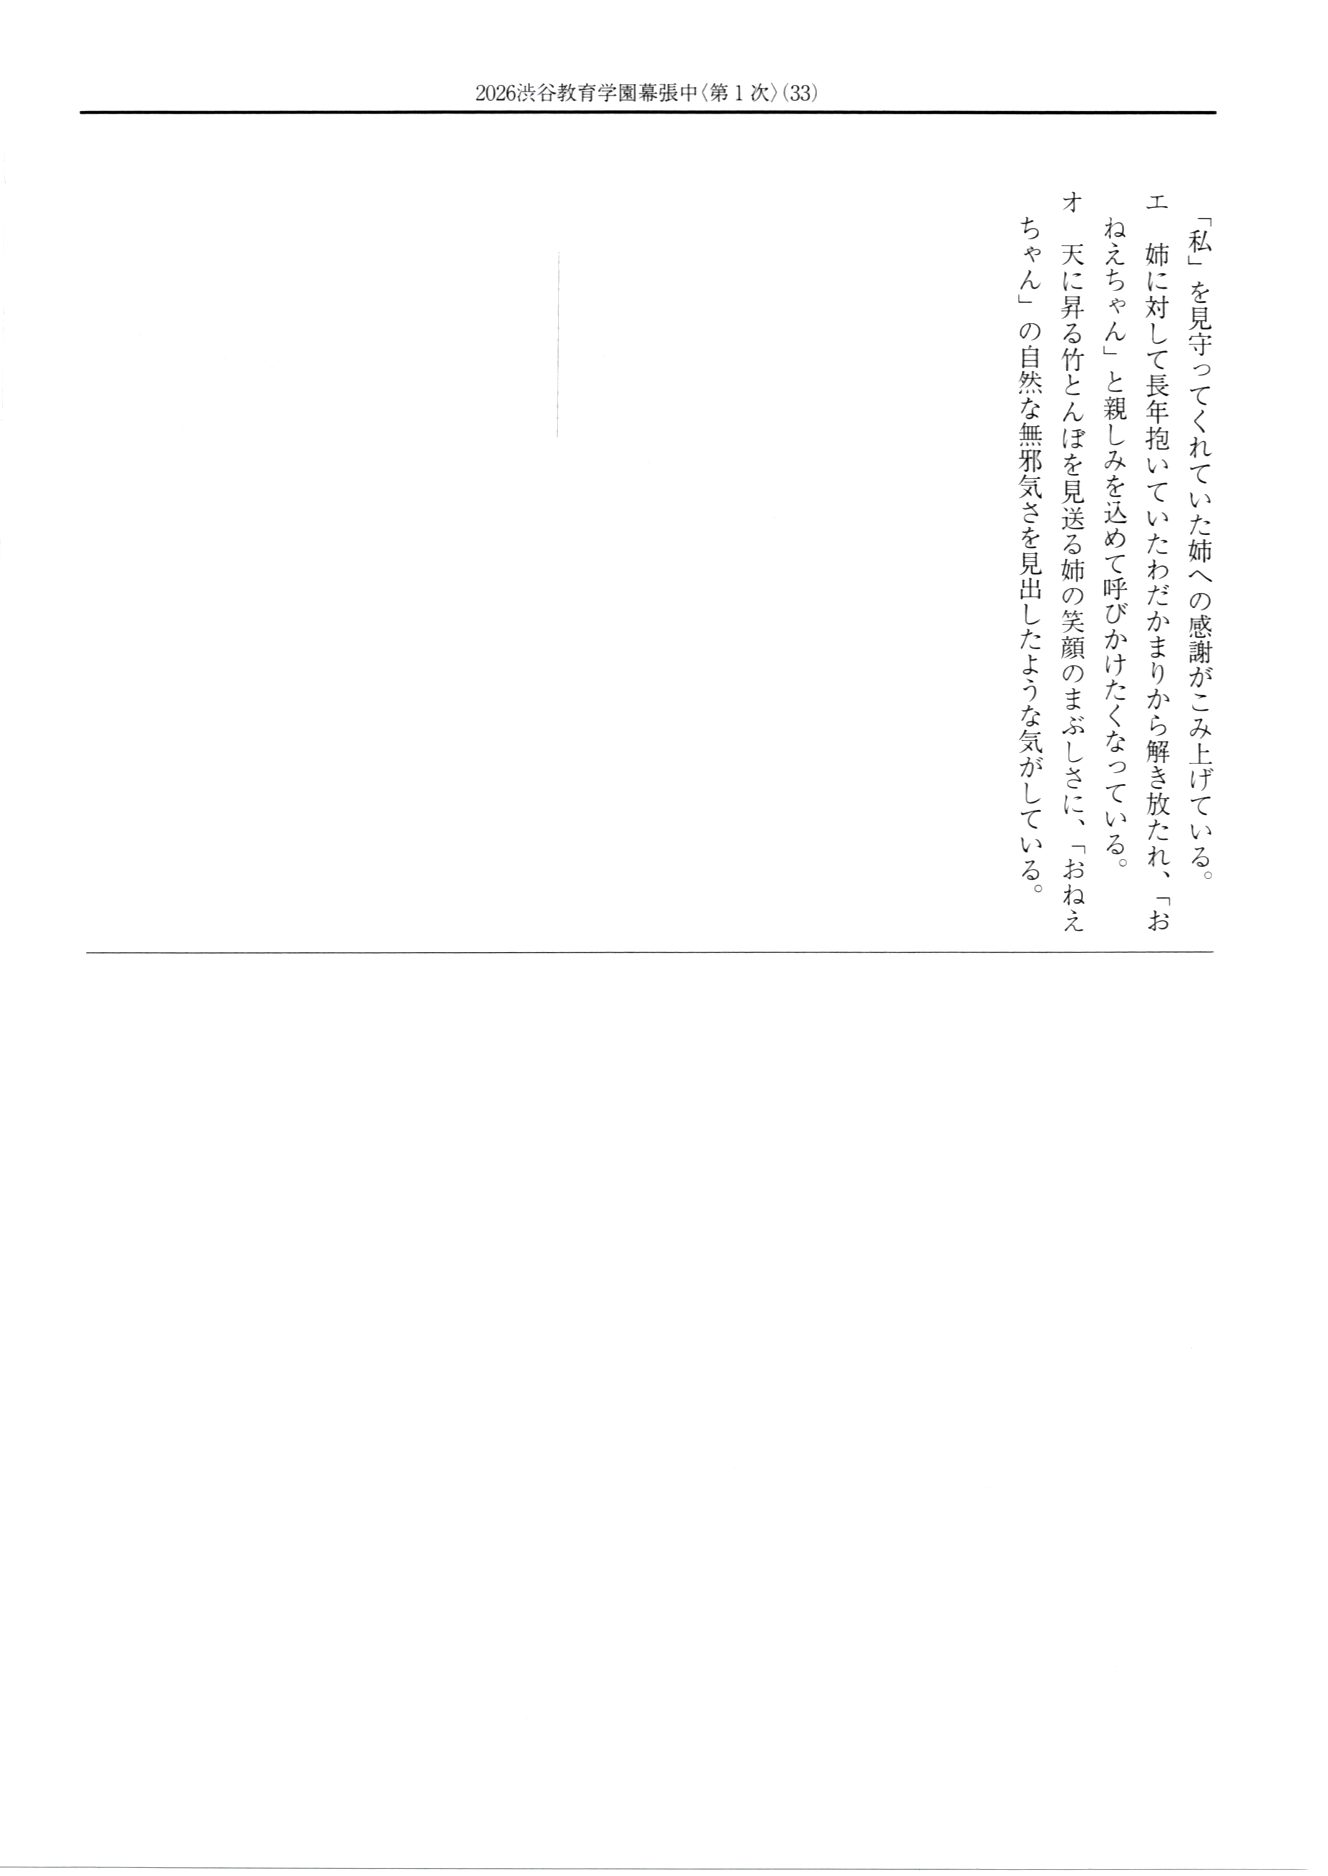 2026渋谷教育学園幕張中〈第1次〉(33)
「私」を見守ってくれていた姉への感謝がこみ上げている。
エ 姉に対して長年抱いていたわだかまりから解き放たれ、「お
ねえちゃん」と親しみを込めて呼びかけたくなっている。
オ 天に昇る竹とんぼを見送る姉の笑顔のまぶしさに、「おねえ
ちゃん」の自然な無邪気さを見出したような気がしている。